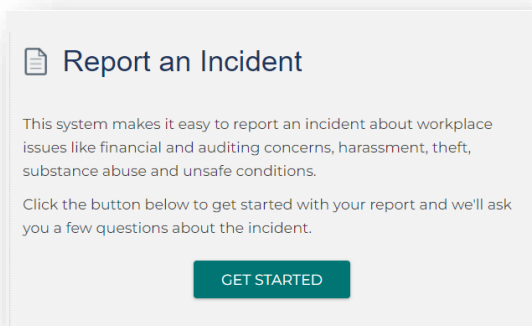 Report an Incident
This system makes it easy to report an incident about workplace
issues like financial and auditing concerns, harassment, theft,
substance abuse and unsafe conditions.
Click the button below to get started with your report and we'll ask
you a few questions about the incident.
GET STARTED